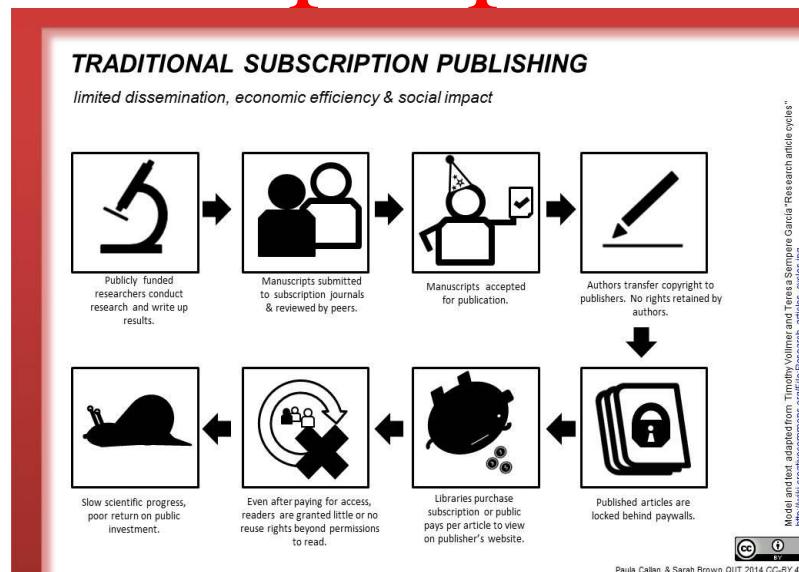 TRADITIONAL SUBSCRIPTION PUBLISHING
limited dissemination, economic efficiency & social impact
Publicly funded
researchers conduct
research and write up
results.
Manuscripts submitted
to subscription journals
& reviewed by peers.
Manuscripts accepted
for publication.
Authors transfer copyright to
publishers. No rights retained by
authors.
Slow scientific progress,
poor return on public
investment.
Even after paying for access,
readers are granted little or no
reuse rights beyond permissions
to read.
Libraries purchase
subscription or public
pays per article to view
on publisher's website.
Published articles are
locked behind paywalls.
Model and text adapted from Timothy Vollmer and Teresa Sempere Garcia "Research article cycles"
cc
BY
Paula Callan & Sarah Brown QUT 2014 CC-BY